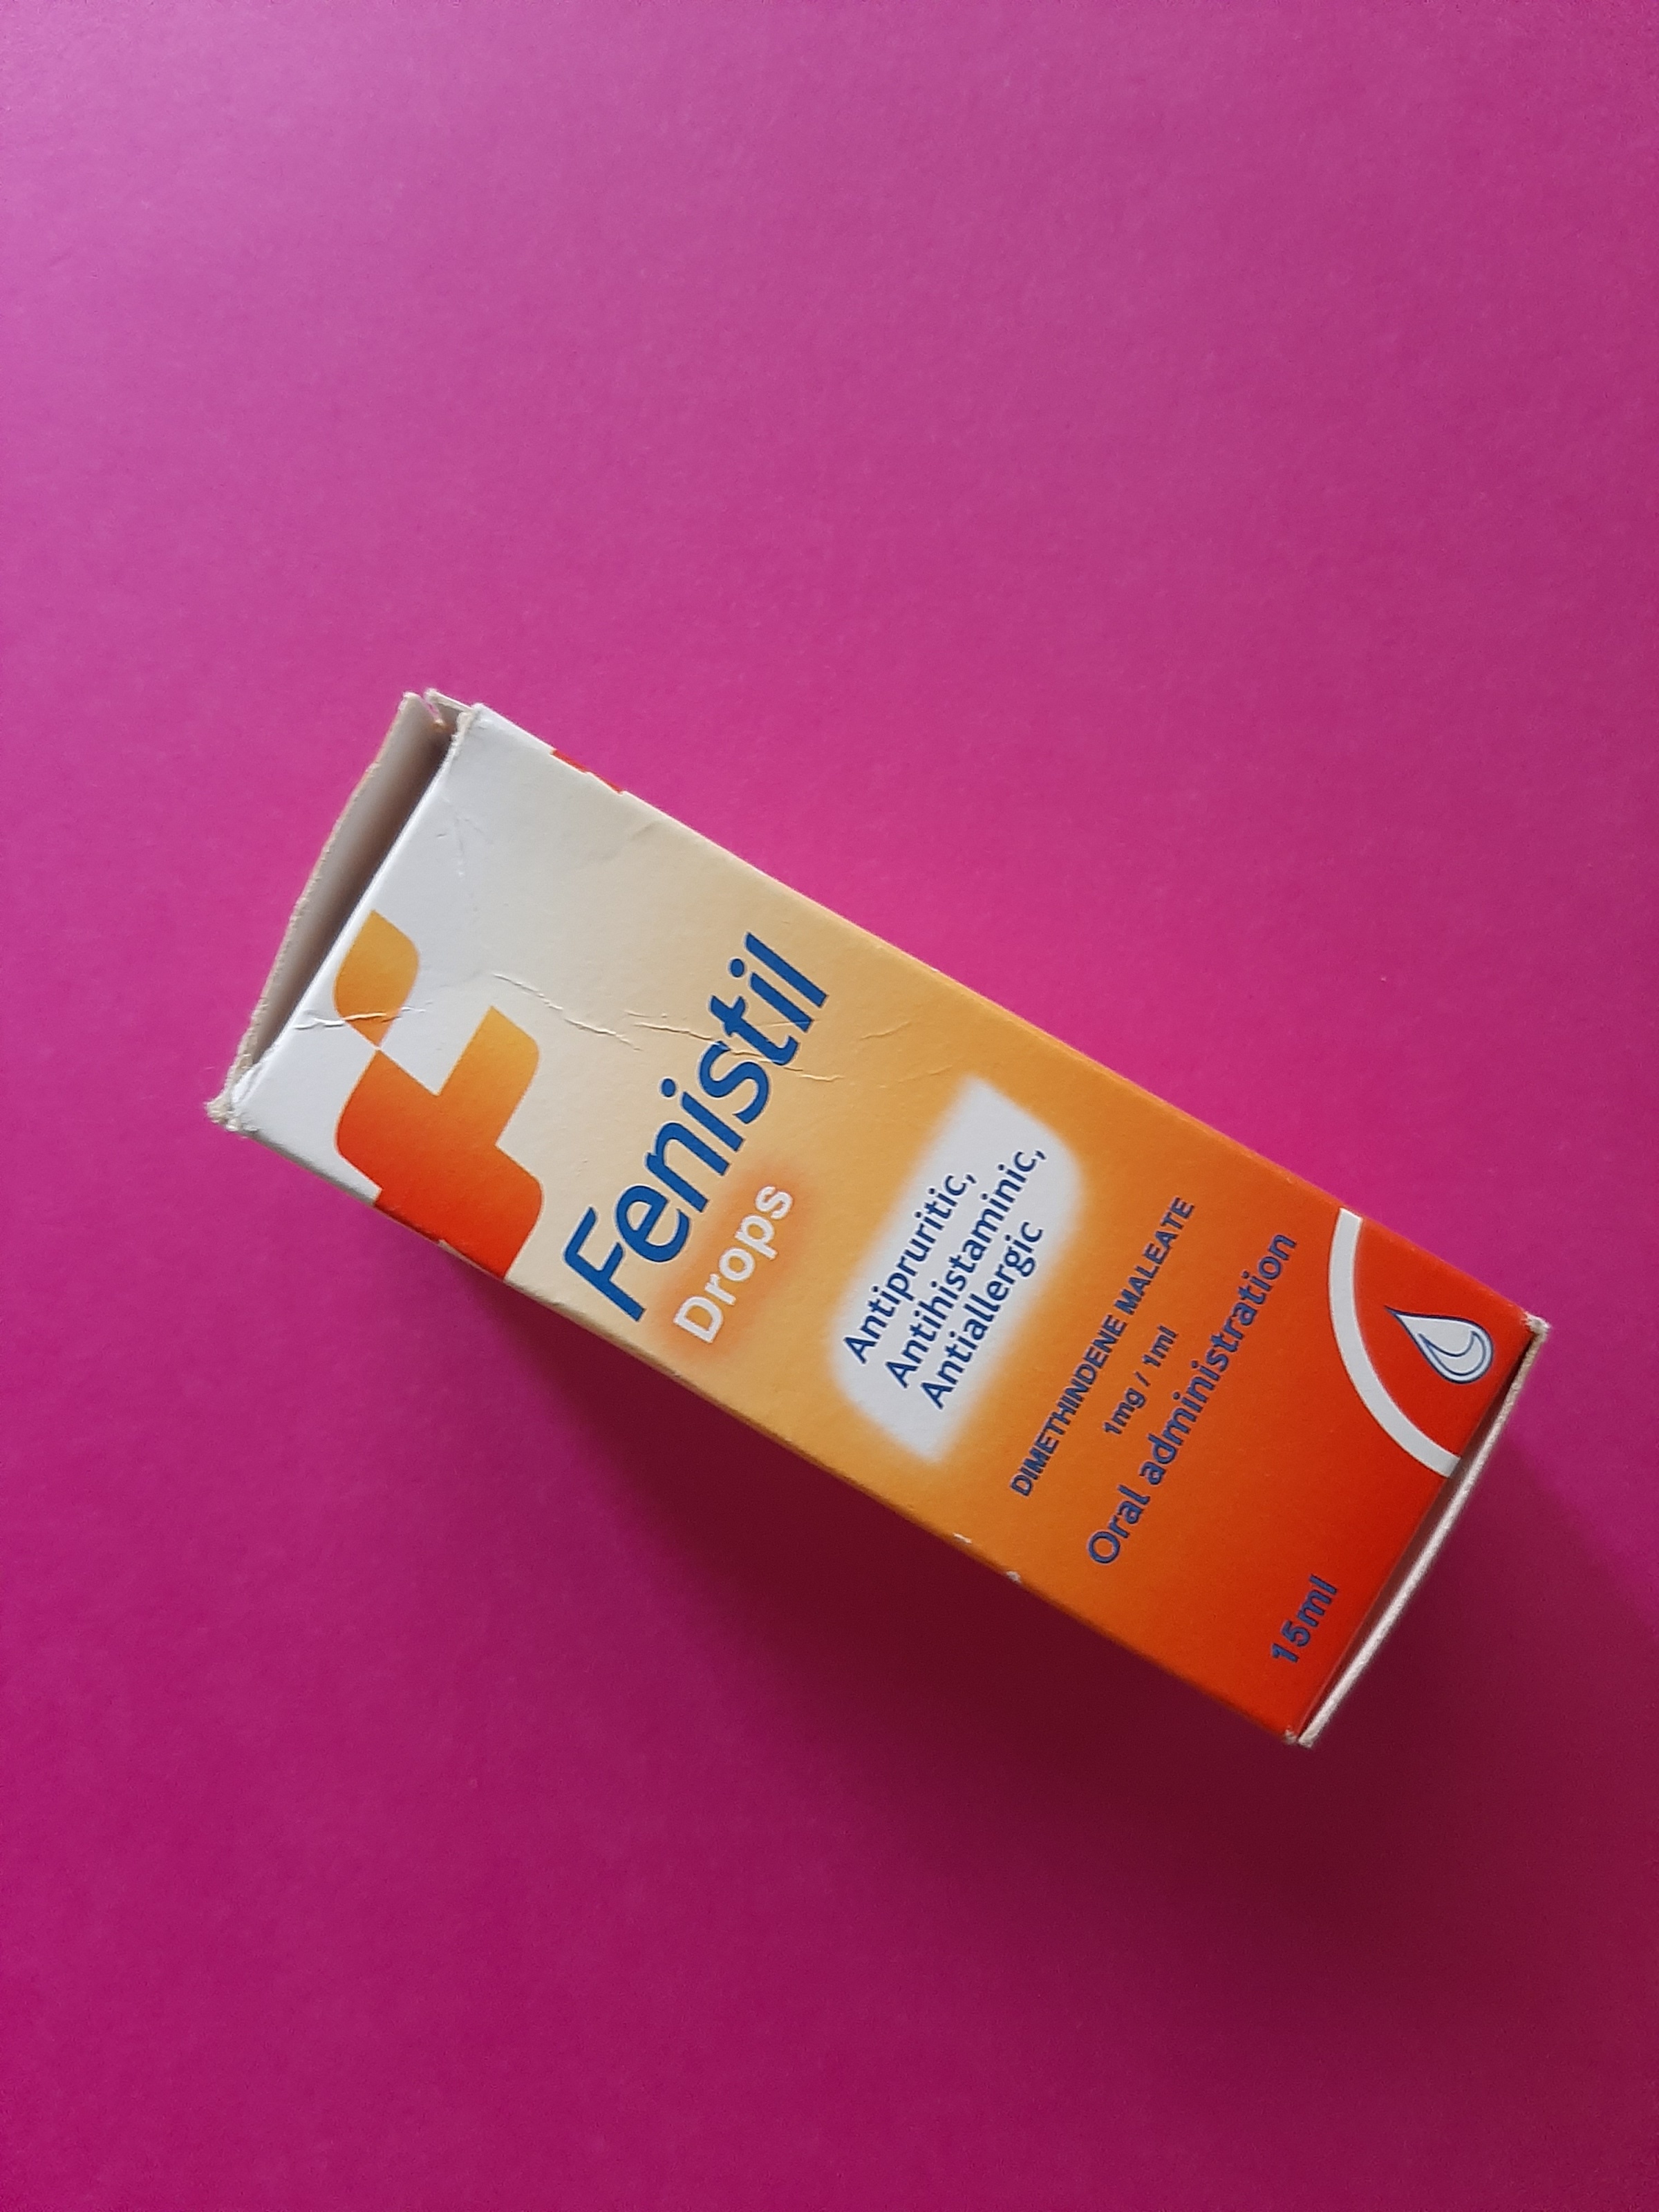 Fenistil
Drops
Antipruritic,
Antihistaminic,
Antiallergic
DIMETHINDENE MALEATE
1mg / 1ml
Oral administration
15ml